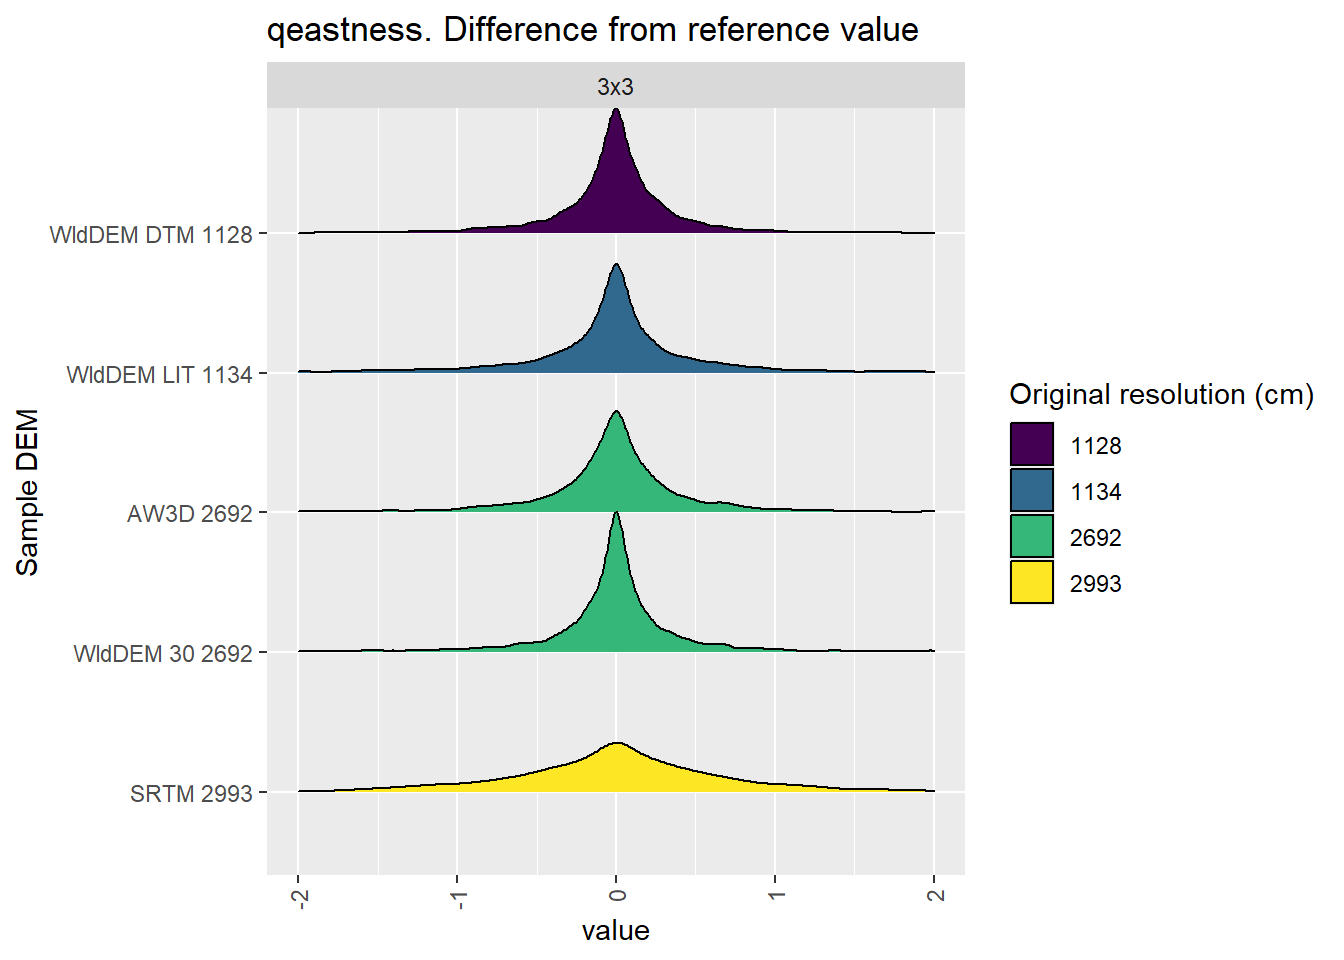 qeastness. Difference from reference value
3x3
Sample DEM
WldDEM DTM 1128
WldDEM LIT 1134
AW3D 2692
WldDEM 30 2692
SRTM 2993
-2
-1
0
1
2
value
Original resolution (cm)
1128
1134
2692
2993